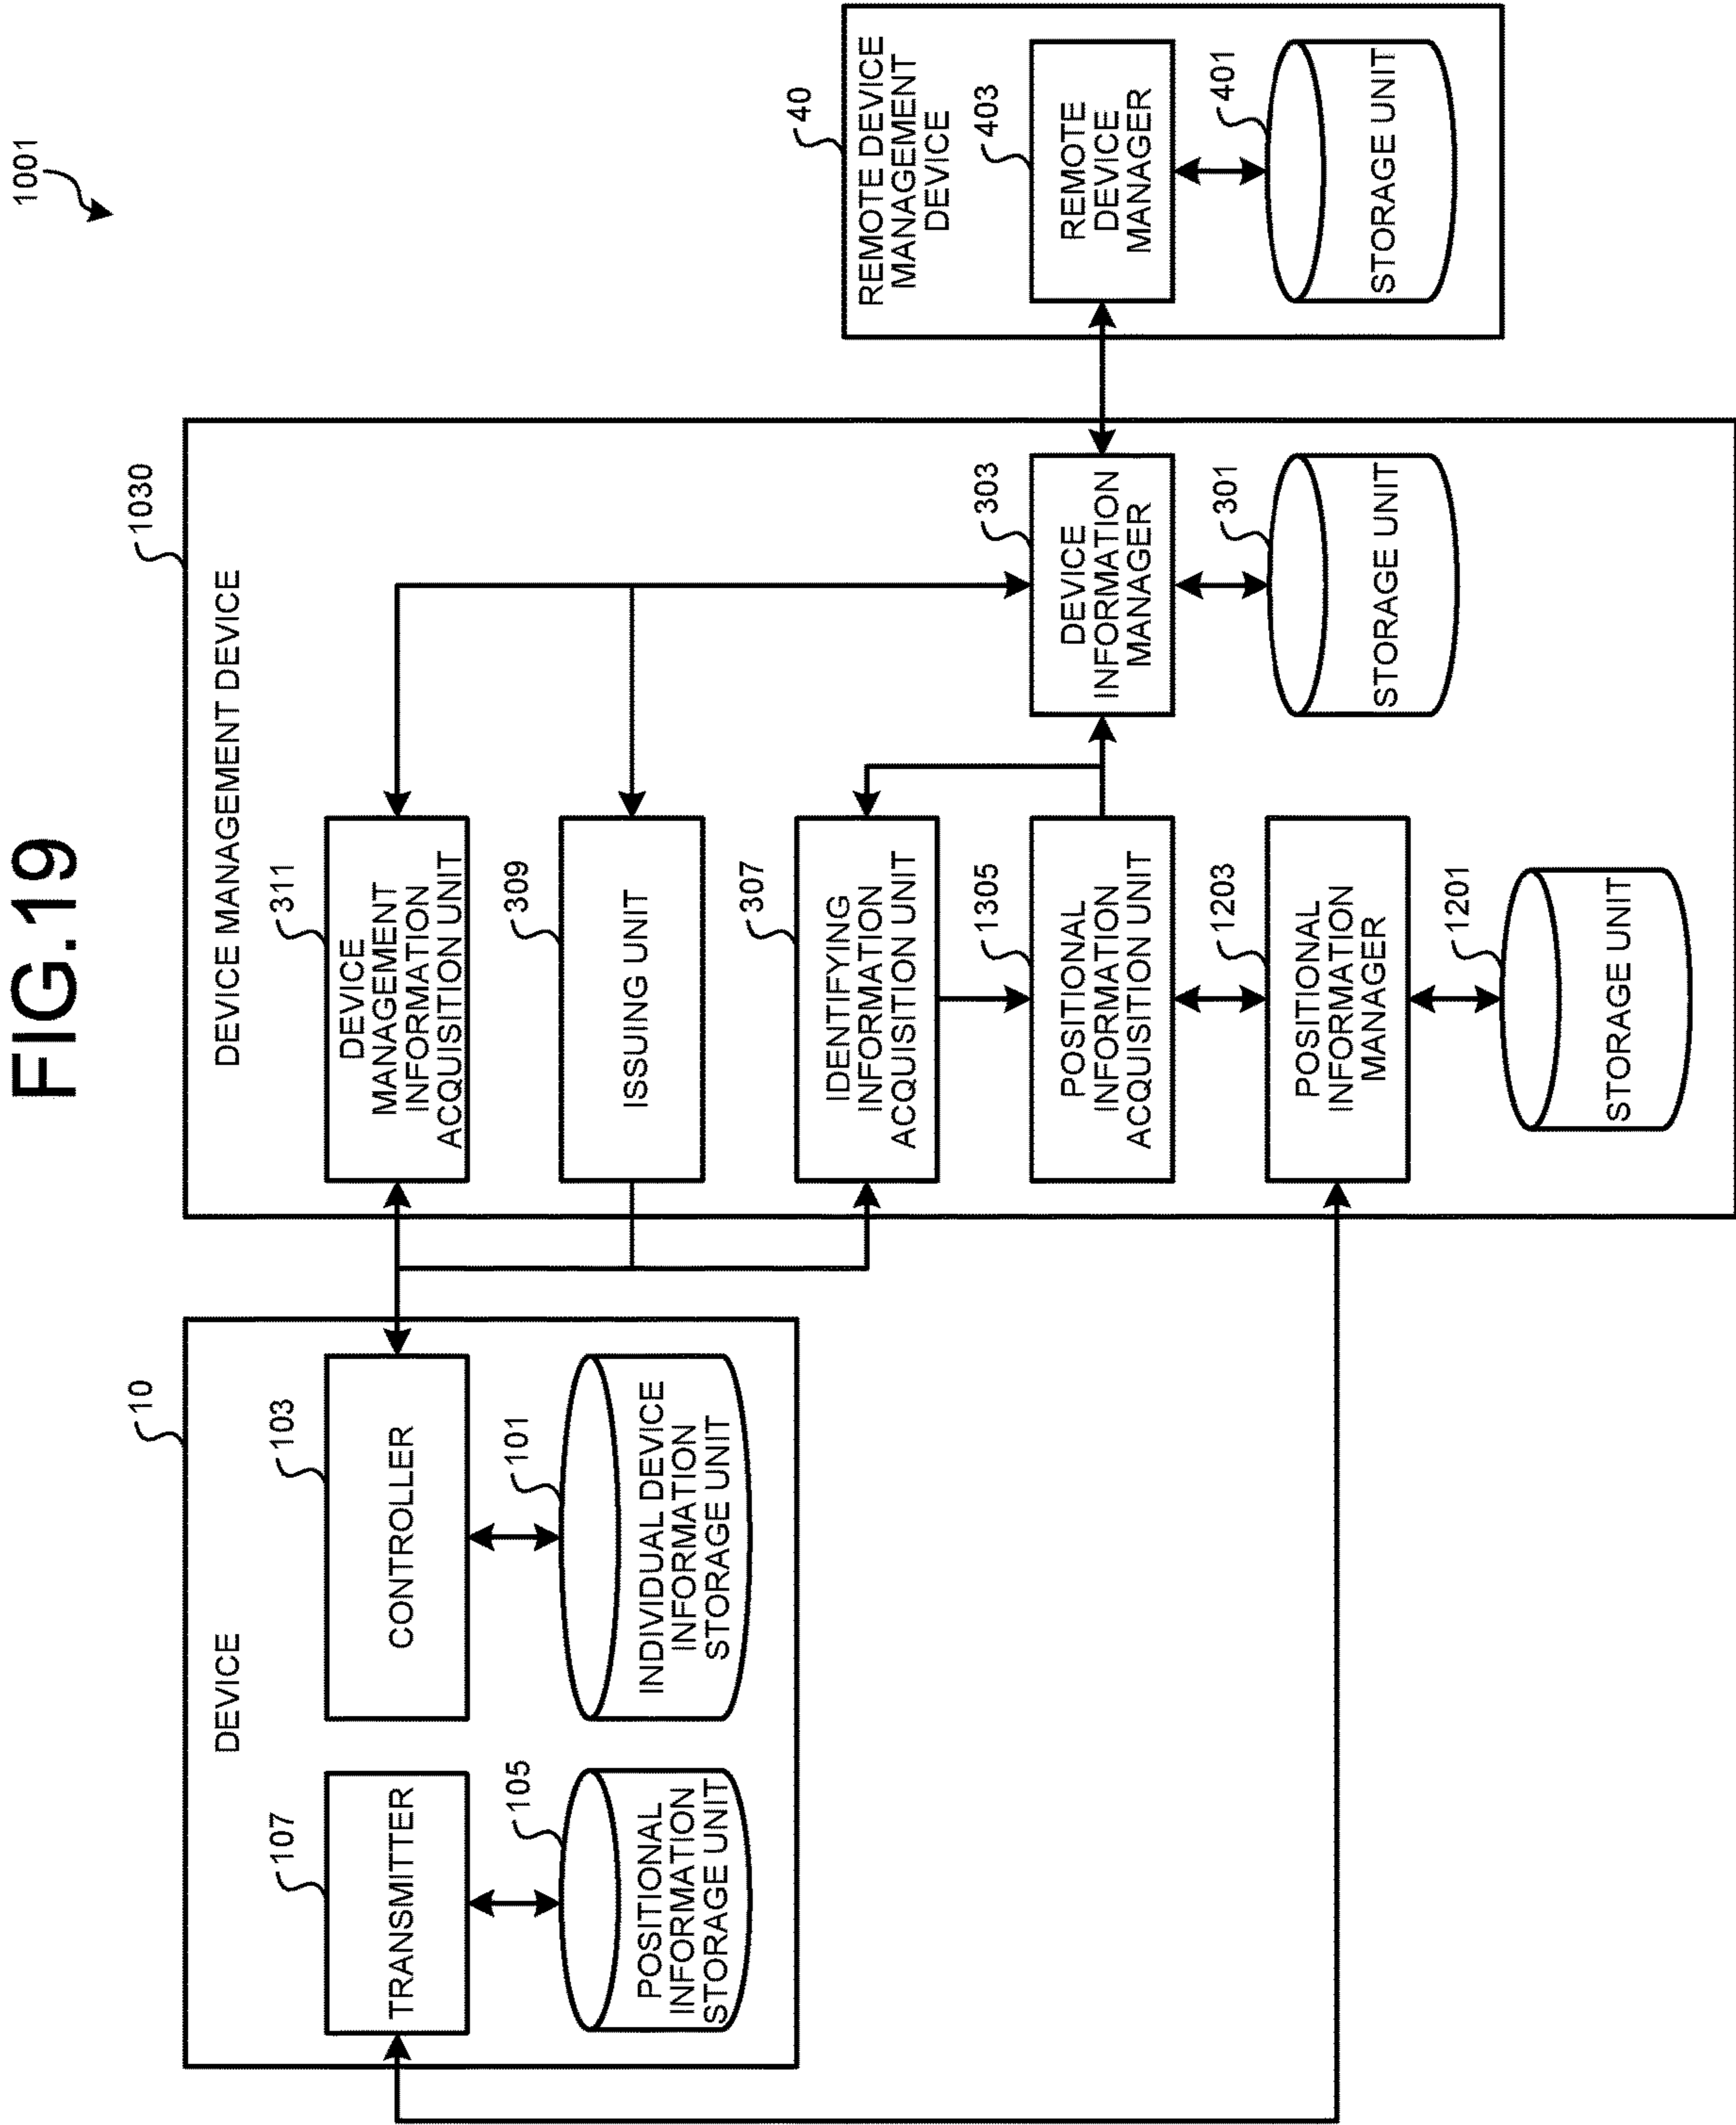 FIG.19
1001
10
DEVICE
107
TRANSMITTER
105
POSITIONAL
INFORMATION
STORAGE UNIT
103
CONTROLLER
101
INDIVIDUAL DEVICE
INFORMATION
STORAGE UNIT
1030
DEVICE MANAGEMENT DEVICE
311
DEVICE
MANAGEMENT
INFORMATION
ACQUISITION UNIT
309
ISSUING UNIT
307
IDENTIFYING
INFORMATION
ACQUISITION UNIT
1305
POSITIONAL
INFORMATION
ACQUISITION UNIT
1203
POSITIONAL
INFORMATION
MANAGER
1201
STORAGE UNIT
303
DEVICE
INFORMATION
MANAGER
301
STORAGE UNIT
40
REMOTE DEVICE
MANAGEMENT
DEVICE
403
REMOTE
DEVICE
MANAGER
401
STORAGE UNIT